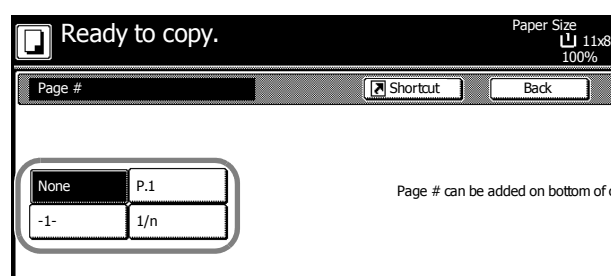 Ready to copy.
Paper Size
11x8
100%
Page #
Shortcut
Back
None
P.1
-1-
1/n
Page # can be added on bottom of